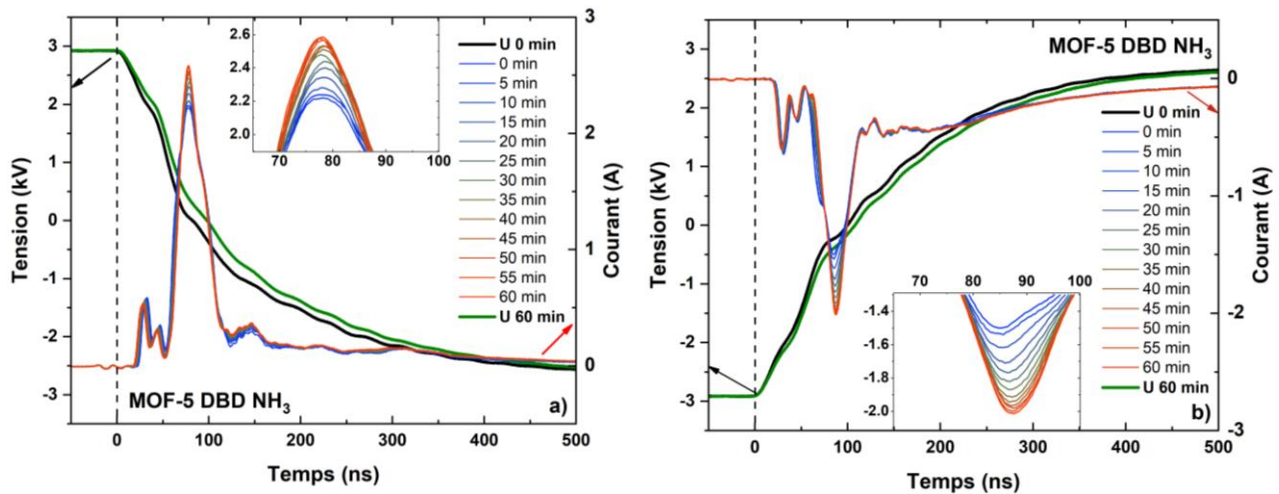 Tension (kV)
3
2
1
0
-1
-2
-3
2.6
2.4
2.2
2.0
70 80 90 100
U 0 min
0 min
5 min
10 min
15 min
20 min
25 min
30 min
35 min
40 min
45 min
50 min
55 min
60 min
U 60 min
3
2
1
0
Courant (A)
MOF-5 DBD NH₃
a)
0 100 200 300 400 500
Temps (ns)
Tension (kV)
3
2
1
0
-1
-2
-3
MOF-5 DBD NH₃
U 0 min
0 min
5 min
10 min
15 min
20 min
25 min
30 min
35 min
40 min
45 min
50 min
55 min
60 min
U 60 min
70 80 90 100
-1.4
-1.5
-1.6
-1.7
-1.8
-1.9
-2.0
0
-1
-2
-3
Courant (A)
b)
0 100 200 300 400 500
Temps (ns)